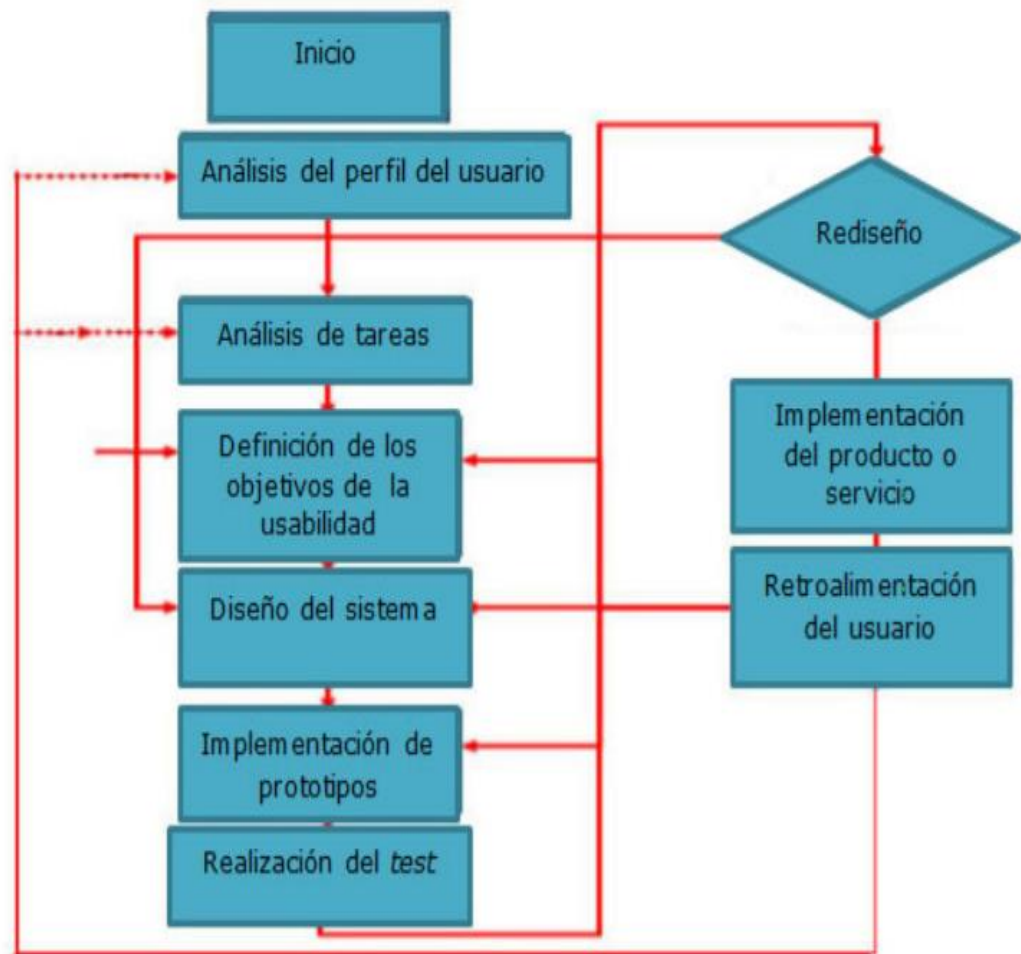 Inicio
Análisis del perfil del usuario
Análisis de tareas
Definición de los
objetivos de la
usabilidad
Diseño del sistema
Implementación de
prototipos
Realización del test
Rediseño
Implementación
del producto o
servicio
Retroalimentación
del usuario